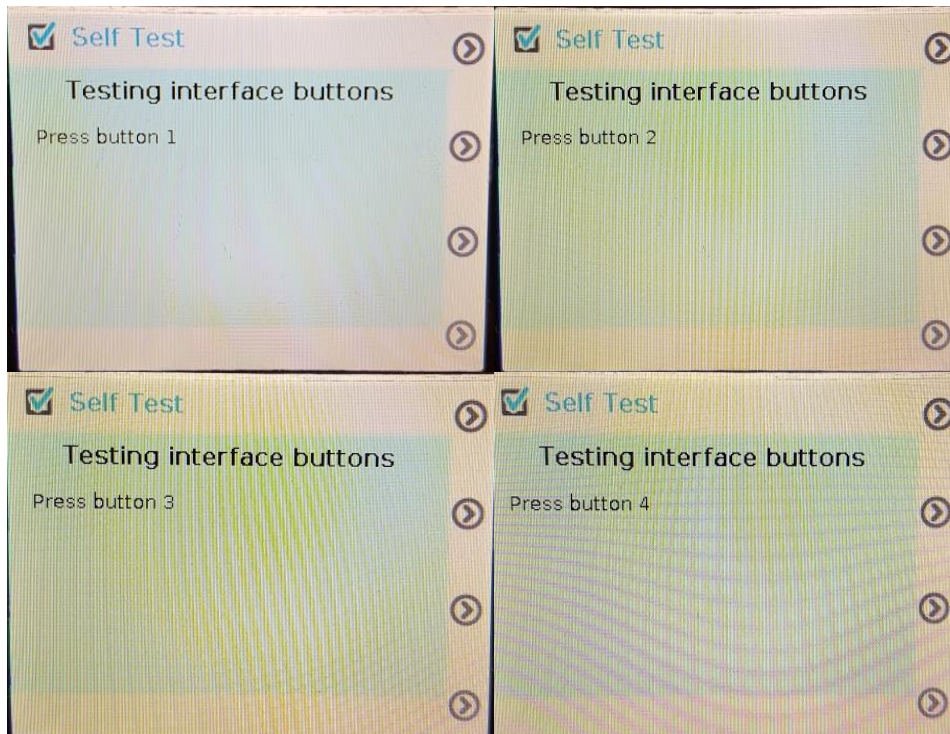 Self Test
Testing interface buttons
Press button 1
Self Test
Testing interface buttons
Press button 2
Self Test
Testing interface buttons
Press button 3
Self Test
Testing interface buttons
Press button 4